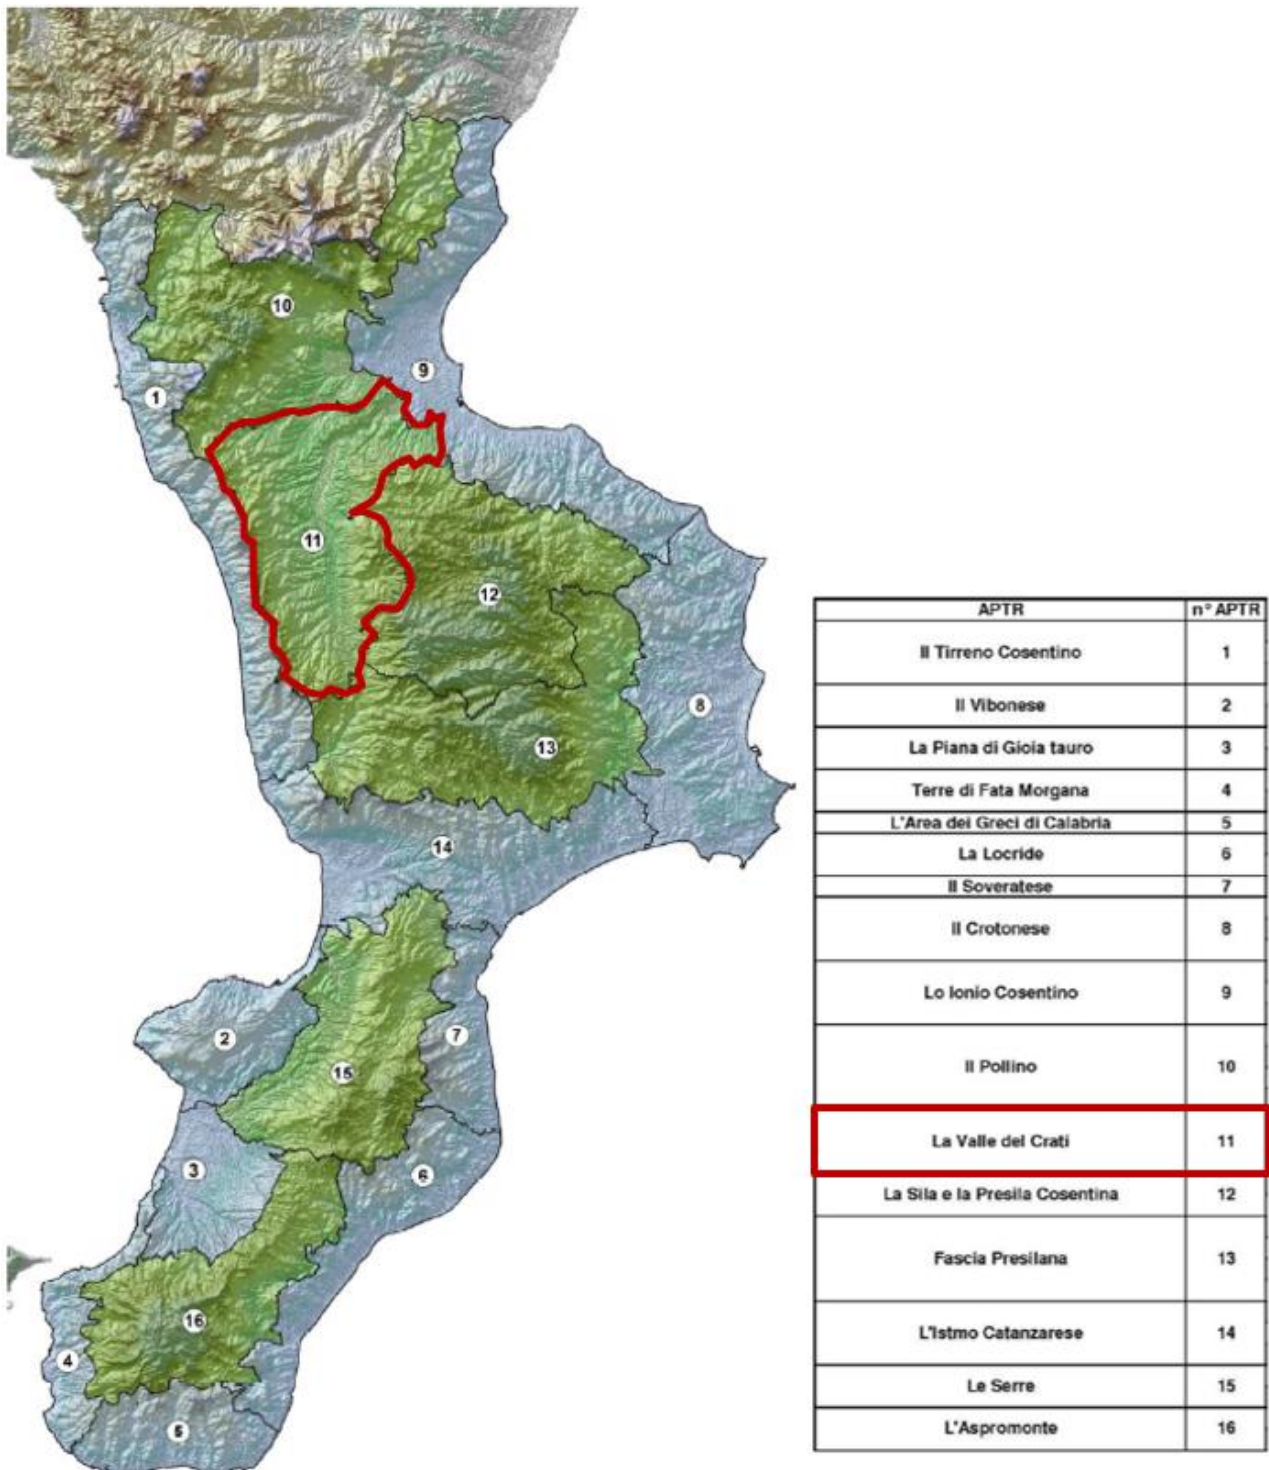 10
9
1
11
12
8
13
14
2
7
15
3
6
16
4
5
APTR n° APTR
Il Tirreno Cosentino 1
Il Vibonese 2
La Piana di Gioia tauro 3
Terre di Fata Morgana 4
L'Area dei Greci di Calabria 5
La Locride 6
Il Soveratese 7
Il Crotonese 8
Lo Ionio Cosentino 9
Il Pollino 10
La Valle del Crati 11
La Sila e la Presila Cosentina 12
Fascia Presilana 13
L'Istmo Catanzarese 14
Le Serre 15
L'Aspromonte 16